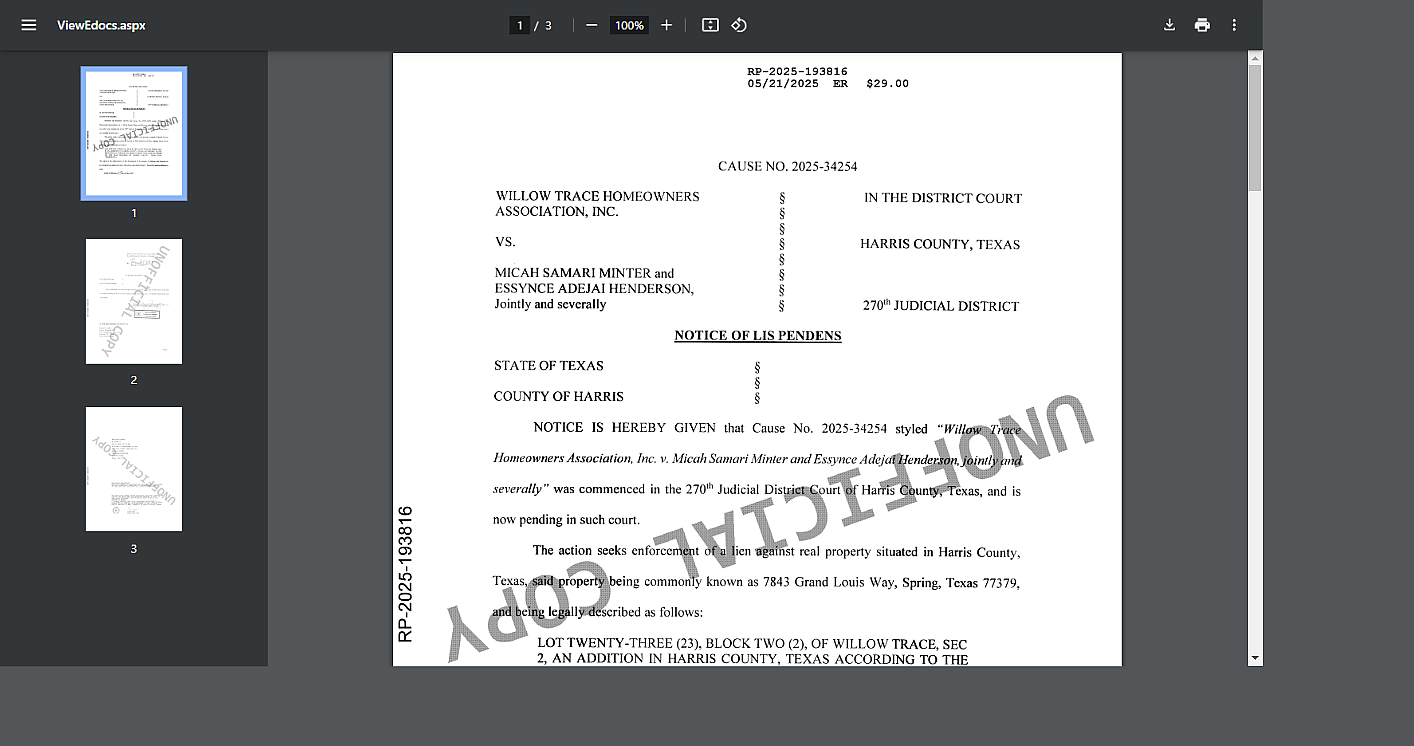 ViewEdocs.aspx
1 / 3
100%
1
2
3
RP-2025-193816
05/21/2025 ER $29.00
CAUSE NO. 2025-34254
WILLOW TRACE HOMEOWNERS § IN THE DISTRICT COURT
ASSOCIATION, INC. §
§
VS. § HARRIS COUNTY, TEXAS
§
MICAH SAMARI MINTER and §
ESSYNCE ADEJAI HENDERSON, §
Jointly and severally § 270th JUDICIAL DISTRICT
NOTICE OF LIS PENDENS
STATE OF TEXAS §
§
COUNTY OF HARRIS §
NOTICE IS HEREBY GIVEN that Cause No. 2025-34254 styled “Willow Trace
Homeowners Association, Inc. v. Micah Samari Minter and Essynce Adejai Henderson, jointly and
severally” was commenced in the 270th Judicial District Court of Harris County, Texas, and is
now pending in such court.
The action seeks enforcement of a lien against real property situated in Harris County,
Texas, said property being commonly known as 7843 Grand Louis Way, Spring, Texas 77379,
and being legally described as follows:
LOT TWENTY-THREE (23), BLOCK TWO (2), OF WILLOW TRACE, SEC
2, AN ADDITION IN HARRIS COUNTY, TEXAS ACCORDING TO THE
RP-2025-193816
UNOFFICIAL COPY
UNOFFICIAL COPY
UNOFFICIAL COPY
UNOFFICIAL COPY